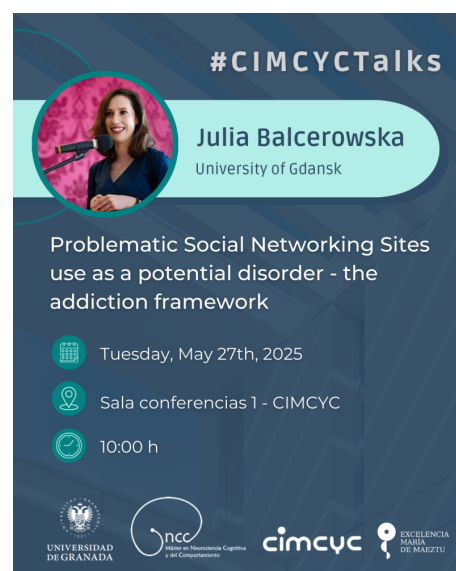 #CIMCYCTalks
Julia Balcerowska
University of Gdansk
Problematic Social Networking Sites
use as a potential disorder - the
addiction framework
Tuesday, May 27th, 2025
Sala conferencias 1 - CIMCYC
10:00 h
UNIVERSIDAD
DE GRANADA
ncc
Máster en Neurociencia Cognitiva
y del Comportamiento
cimcyc
EXCELENCIA
MARÍA
DE MAEZTU